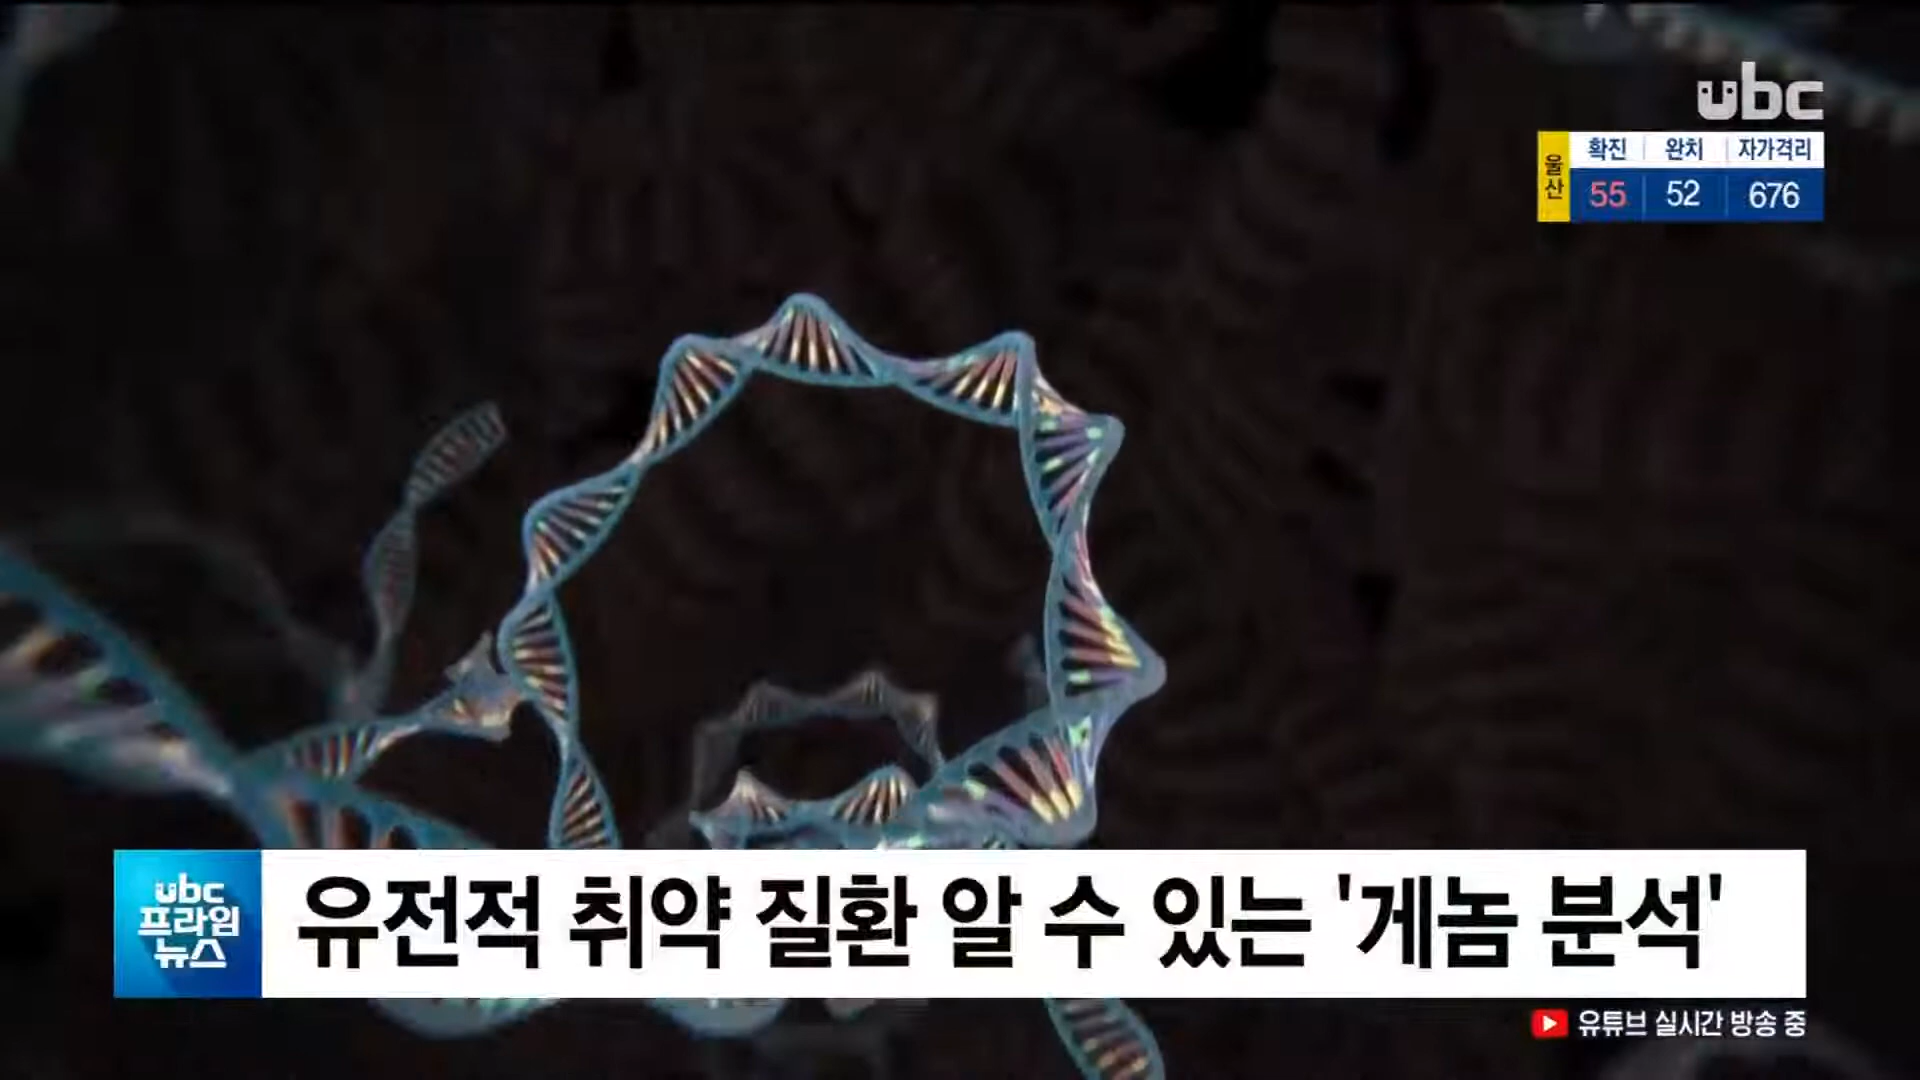 ubc
울산
확진 완치 자가격리
55 52 676
ubc
프라임
뉴스
유전적 취약 질환 알 수 있는 '게놈 분석'
유튜브 실시간 방송 중